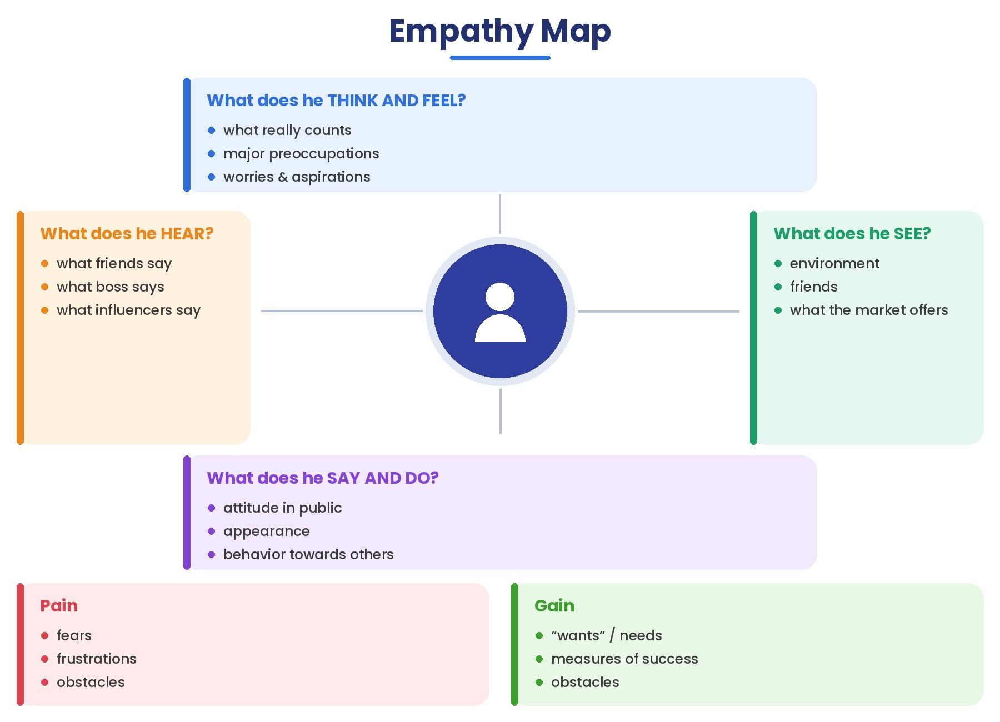 Empathy Map
What does he THINK AND FEEL?
what really counts
major preoccupations
worries & aspirations
What does he HEAR?
what friends say
what boss says
what influencers say
What does he SEE?
environment
friends
what the market offers
What does he SAY AND DO?
attitude in public
appearance
behavior towards others
Pain
fears
frustrations
obstacles
Gain
“wants” / needs
measures of success
obstacles